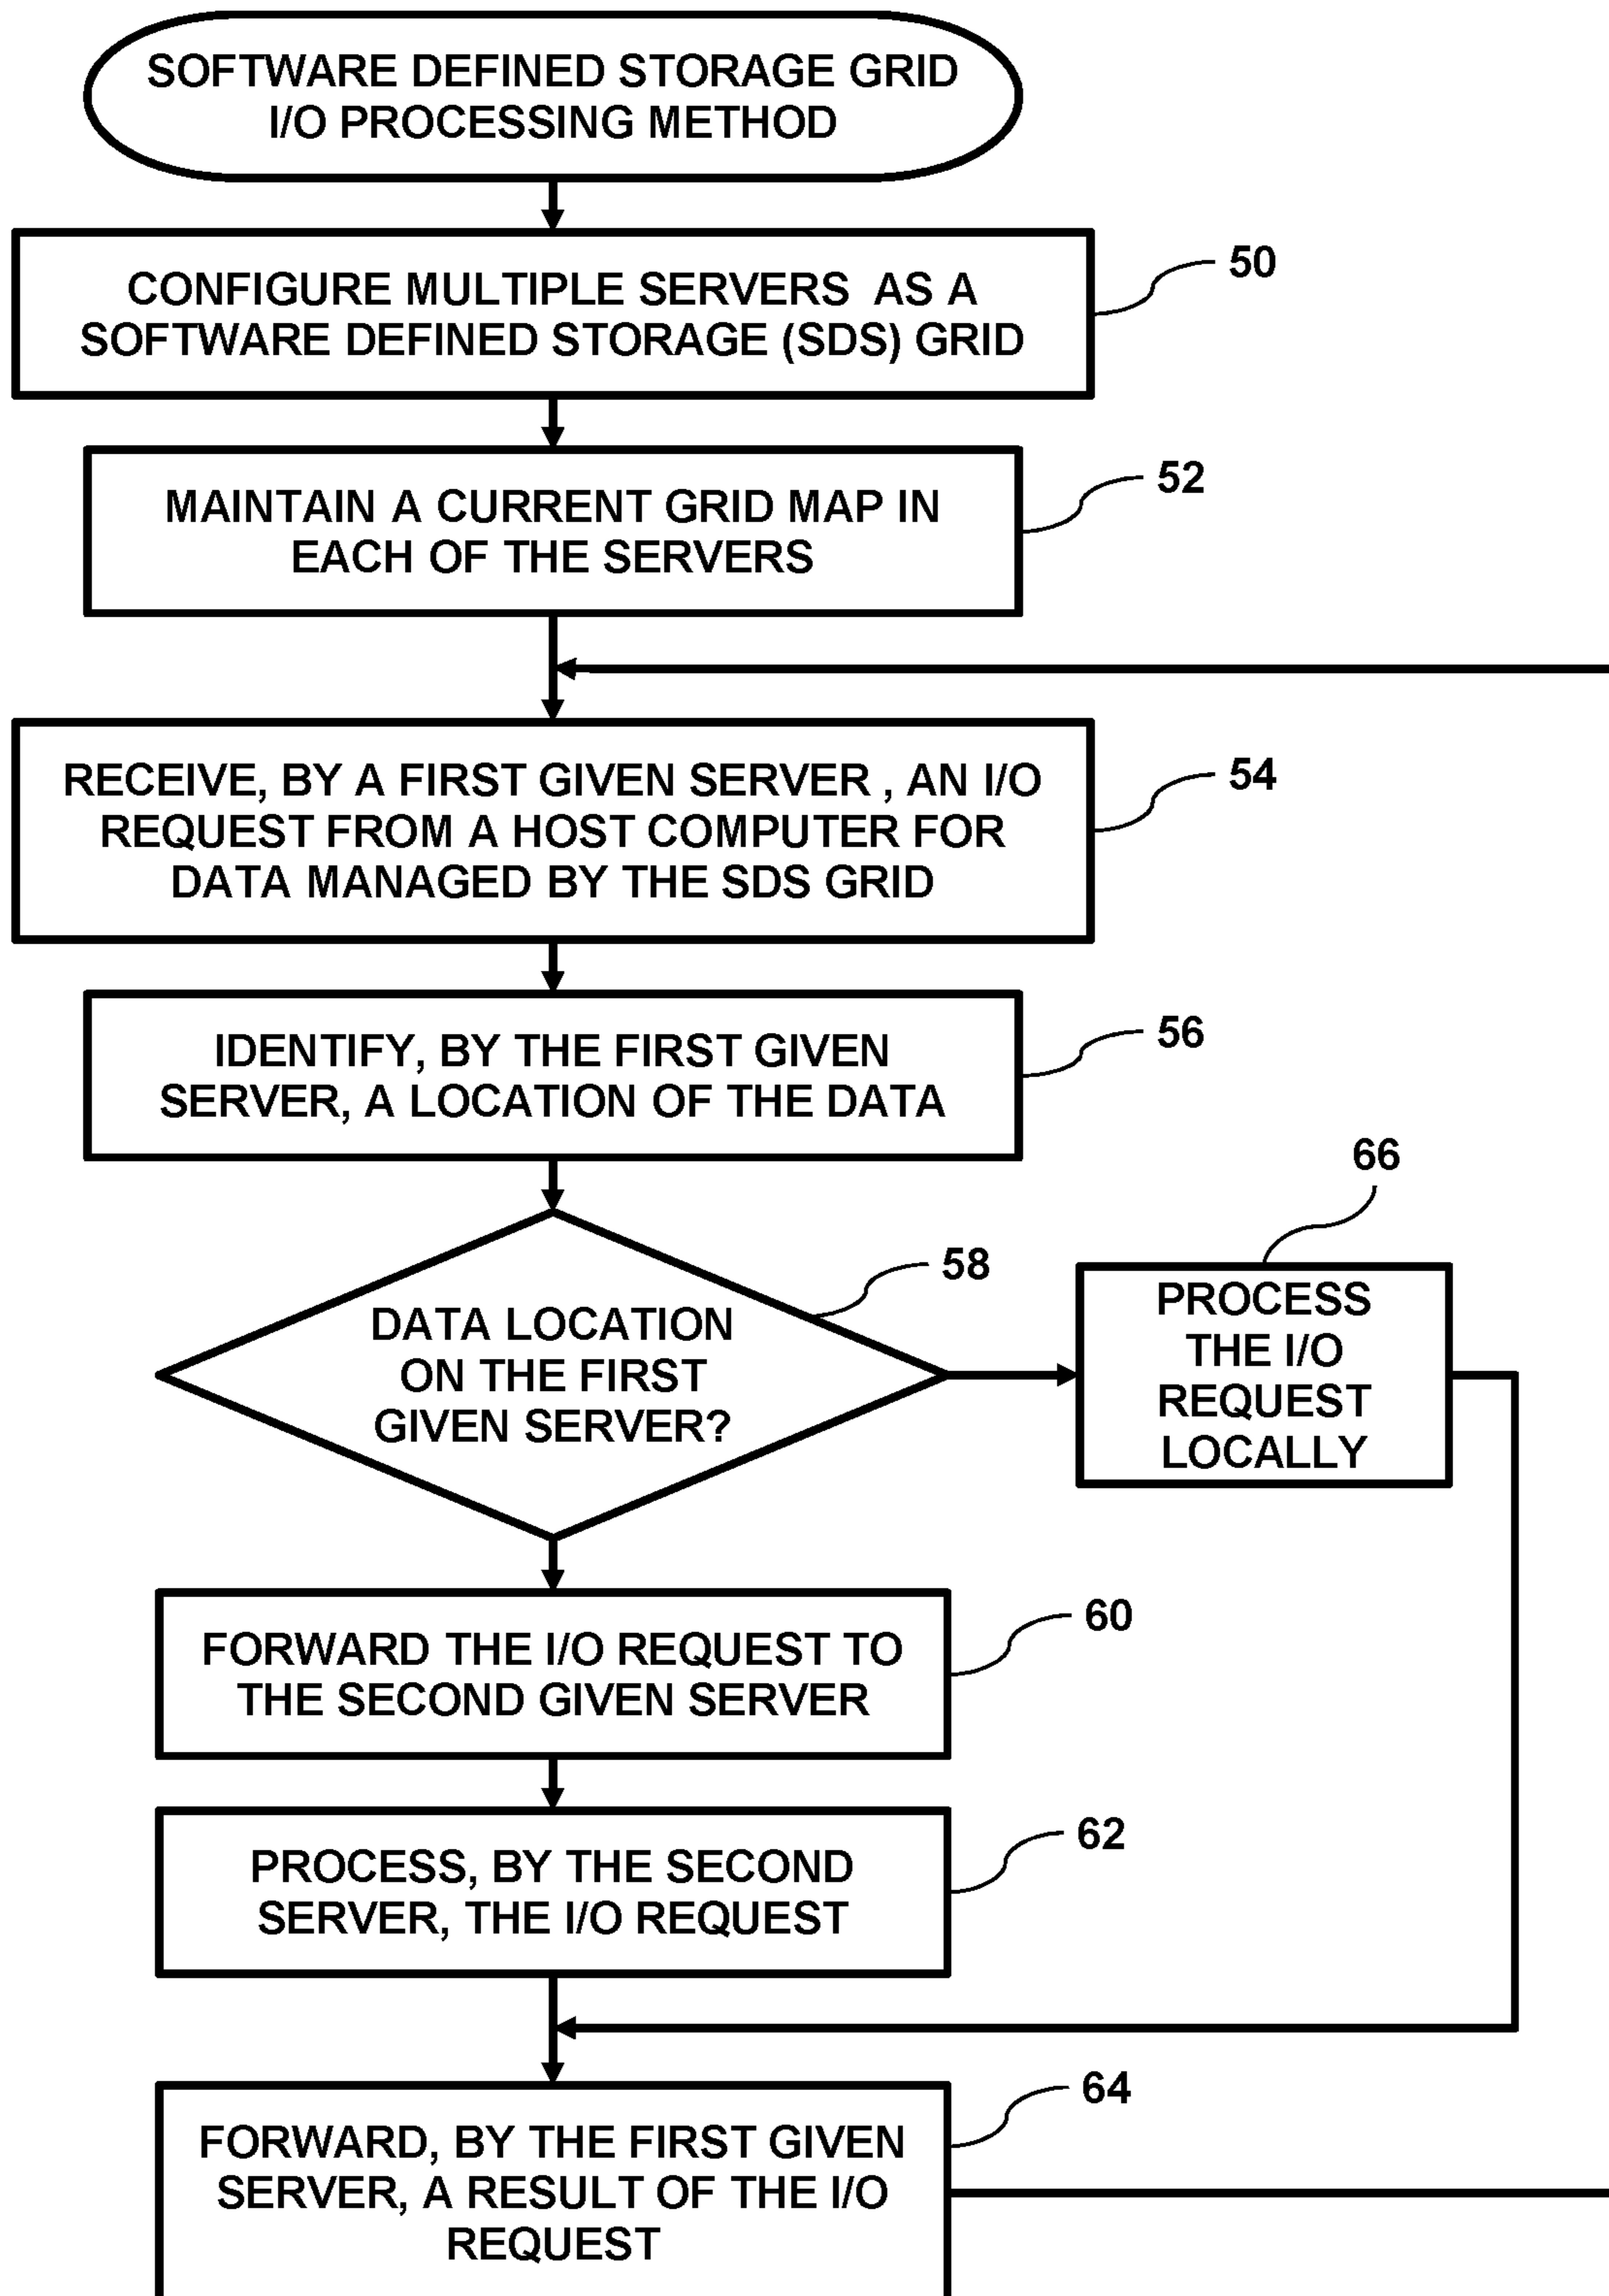 SOFTWARE DEFINED STORAGE GRID
I/O PROCESSING METHOD
CONFIGURE MULTIPLE SERVERS AS A
SOFTWARE DEFINED STORAGE (SDS) GRID
50
MAINTAIN A CURRENT GRID MAP IN
EACH OF THE SERVERS
52
RECEIVE, BY A FIRST GIVEN SERVER , AN I/O
REQUEST FROM A HOST COMPUTER FOR
DATA MANAGED BY THE SDS GRID
54
IDENTIFY, BY THE FIRST GIVEN
SERVER, A LOCATION OF THE DATA
56
DATA LOCATION
ON THE FIRST
GIVEN SERVER?
58
66
PROCESS
THE I/O
REQUEST
LOCALLY
FORWARD THE I/O REQUEST TO
THE SECOND GIVEN SERVER
60
PROCESS, BY THE SECOND
SERVER, THE I/O REQUEST
62
FORWARD, BY THE FIRST GIVEN
SERVER, A RESULT OF THE I/O
REQUEST
64